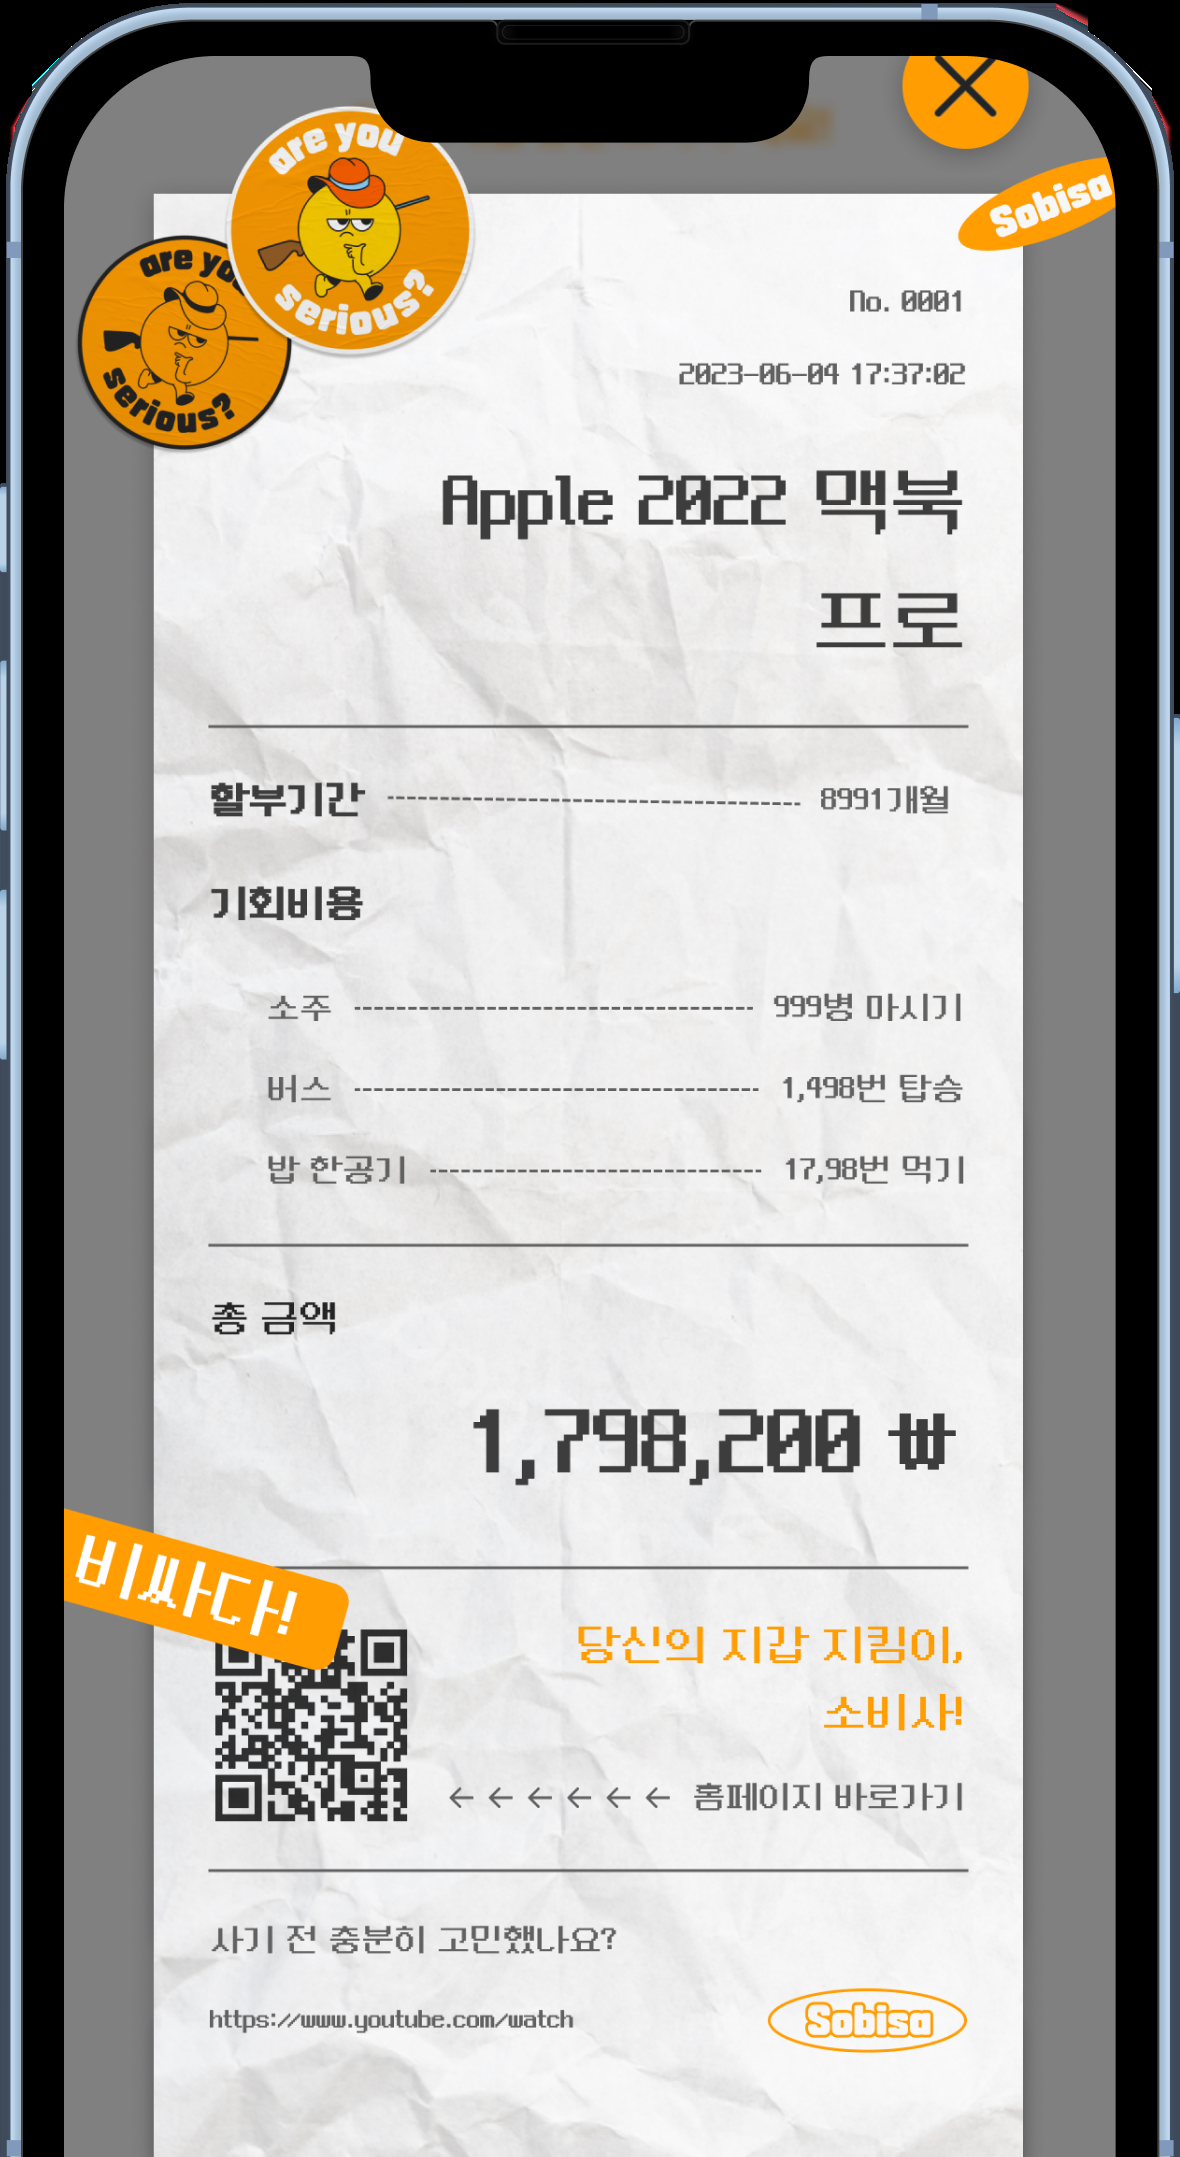 are you
serious?
are you
serious?
Sobisa
No. 0001
2023-06-04 17:37:02
Apple 2022 맥북
프로
할부기간 8991개월
기회비용
소주 999병 마시기
버스 1,498번 탑승
밥 한공기 17,98번 먹기
총 금액
1,798,200 ₩
비싸다!
당신의 지갑 지킴이,
소비사!
← ← ← ← ← ← 홈페이지 바로가기
사기 전 충분히 고민했나요?
https://www.youtube.com/watch
Sobisa